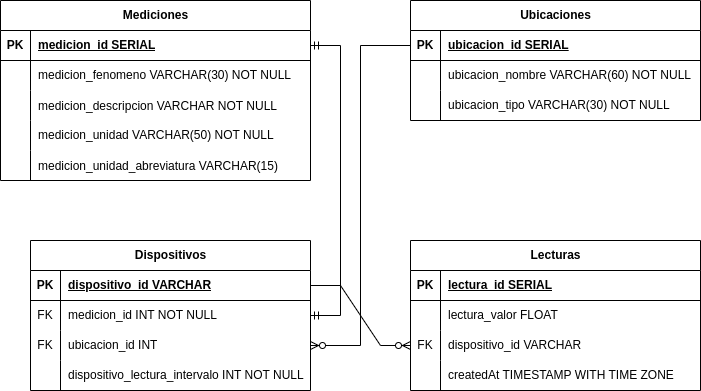 Mediciones
PK medicion_id SERIAL
medicion_fenomeno VARCHAR(30) NOT NULL
medicion_descripcion VARCHAR NOT NULL
medicion_unidad VARCHAR(50) NOT NULL
medicion_unidad_abreviatura VARCHAR(15)
Ubicaciones
PK ubicacion_id SERIAL
ubicacion_nombre VARCHAR(60) NOT NULL
ubicacion_tipo VARCHAR(30) NOT NULL
Dispositivos
PK dispositivo_id VARCHAR
FK medicion_id INT NOT NULL
FK ubicacion_id INT
dispositivo_lectura_intervalo INT NOT NULL
Lecturas
PK lectura_id SERIAL
lectura_valor FLOAT
FK dispositivo_id VARCHAR
createdAt TIMESTAMP WITH TIME ZONE